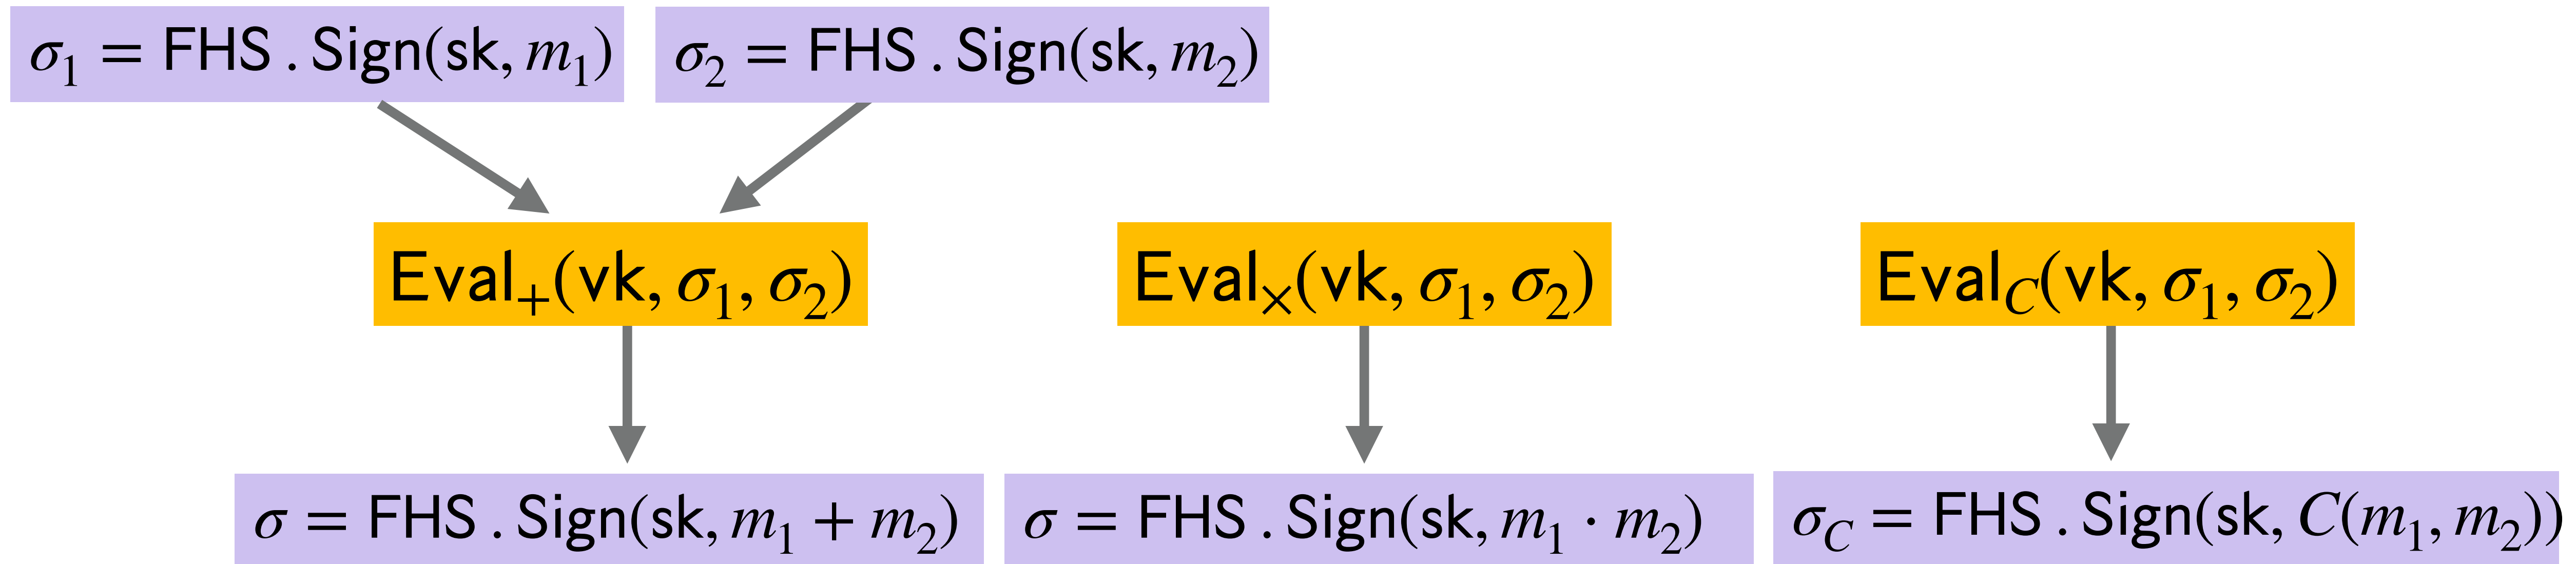 σ₁ = FHS . Sign(sk, m₁)
σ₂ = FHS . Sign(sk, m₂)
Eval₊(vk, σ₁, σ₂)
Eval×(vk, σ₁, σ₂)
Eval_C(vk, σ₁, σ₂)
σ = FHS . Sign(sk, m₁ + m₂)
σ = FHS . Sign(sk, m₁ · m₂)
σ_C = FHS . Sign(sk, C(m₁, m₂))